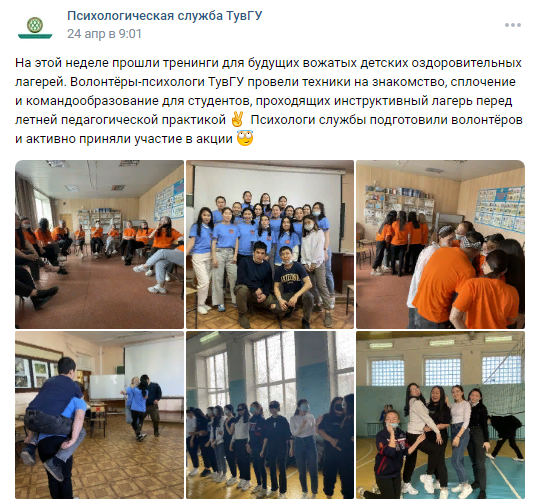 Психологическая служба ТувГУ
24 апр в 9:01
На этой неделе прошли тренинги для будущих вожатых детских оздоровительных
лагерей. Волонтёры-психологи ТувГУ провели техники на знакомство, сплочение
и командообразование для студентов, проходящих инструктивный лагерь перед
летней педагогической практикой ✌ Психологи службы подготовили волонтёров
и активно приняли участие в акции 😇